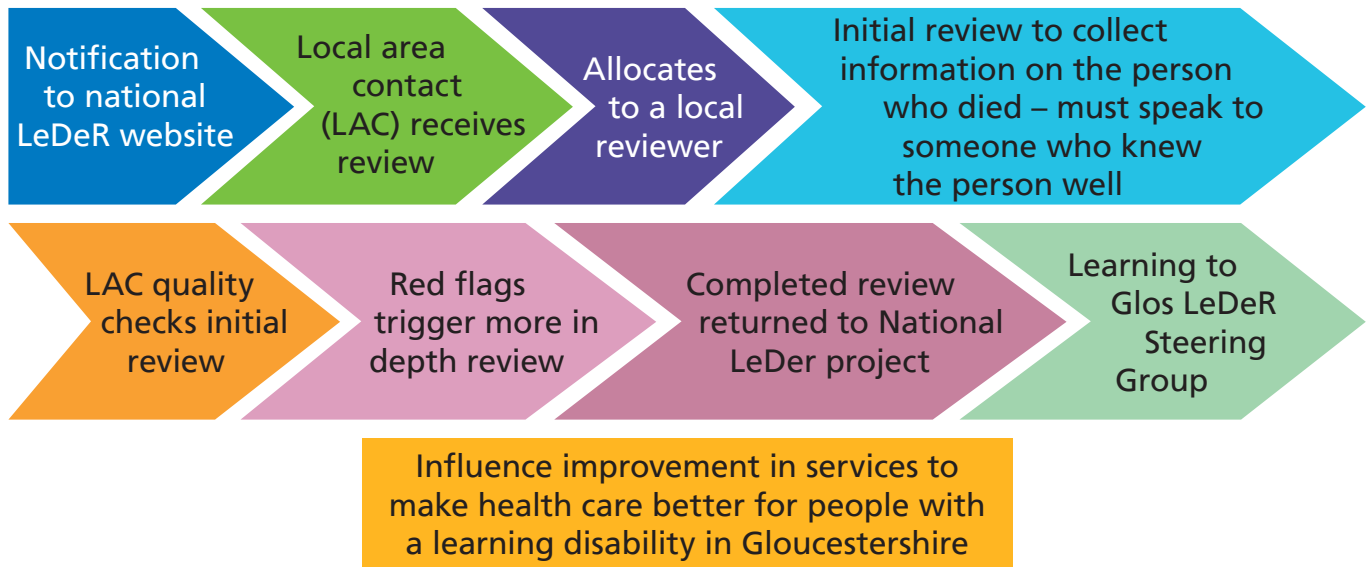 Notification
to national
LeDeR website
Local area
contact
(LAC) receives
review
Allocates
to a local
reviewer
Initial review to collect
information on the person
who died – must speak to
someone who knew
the person well
LAC quality
checks initial
review
Red flags
trigger more in
depth review
Completed review
returned to National
LeDer project
Learning to
Glos LeDeR
Steering
Group
Influence improvement in services to
make health care better for people with
a learning disability in Gloucestershire